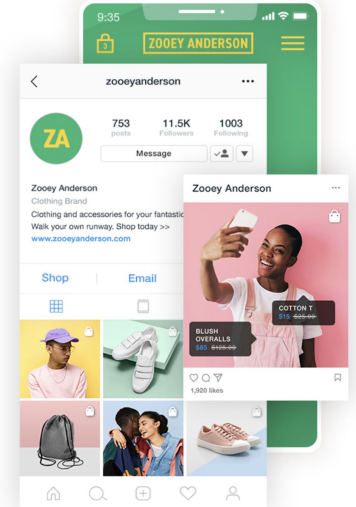 9:35
3
ZOOEY ANDERSON
zooeyanderson
ZA
753 11.5K 1003
posts Followers Following
Message
Zooey Anderson
Clothing Brand
Clothing and accessories for your fantastic
Walk your own runway. Shop today >>
www.zooeyanderson.com
Shop Email
Zooey Anderson
COTTON T
$15 $25.00
BLUSH
OVERALLS
$85 $125.00
1,920 likes